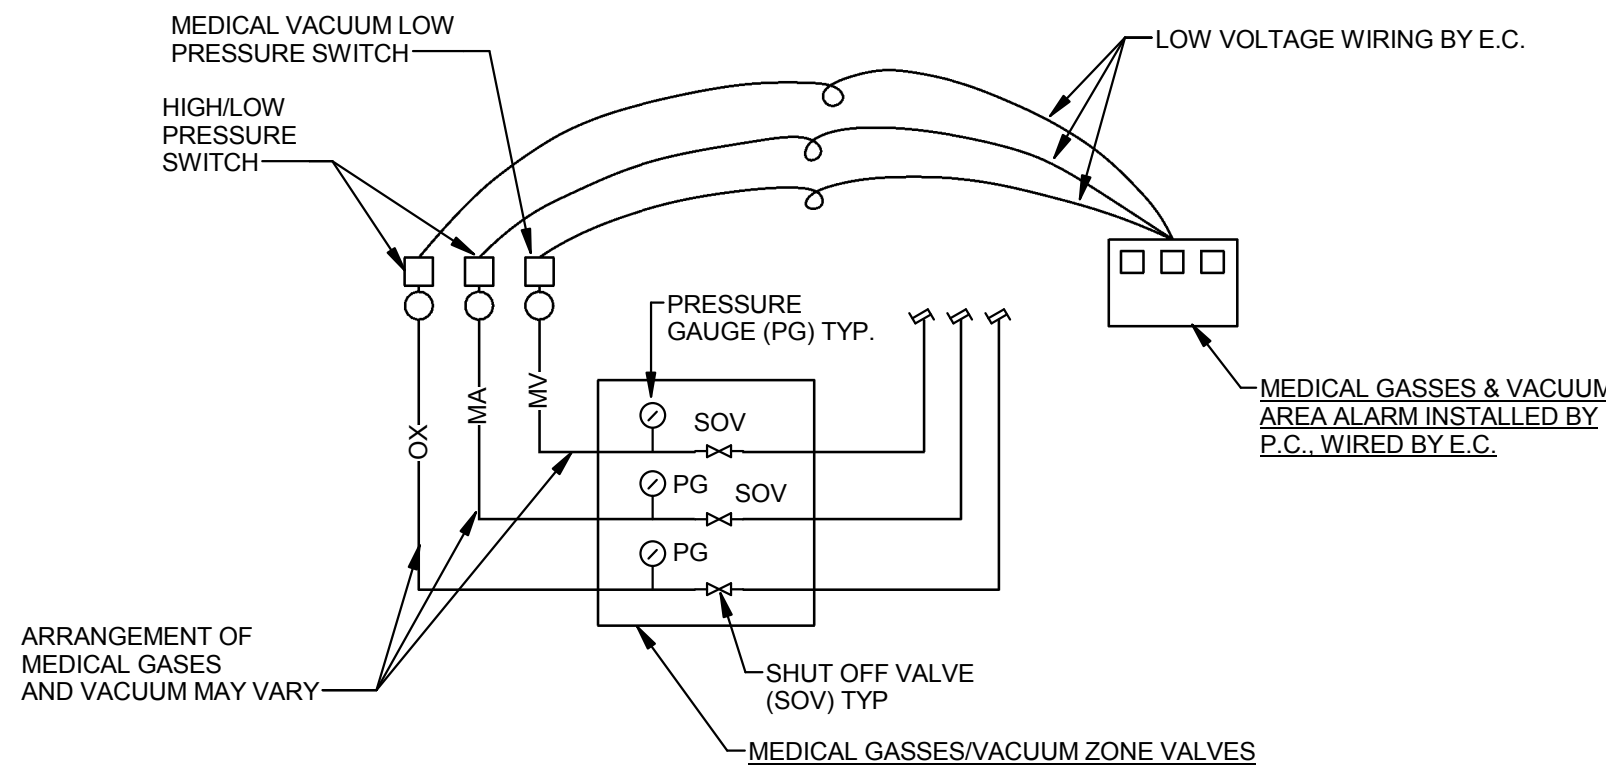 MEDICAL VACUUM LOW
PRESSURE SWITCH
LOW VOLTAGE WIRING BY E.C.
HIGH/LOW
PRESSURE
SWITCH
PRESSURE
GAUGE (PG) TYP.
OX
MA
MV
SOV
PG
SOV
PG
MEDICAL GASSES & VACUUM
AREA ALARM INSTALLED BY
P.C., WIRED BY E.C.
ARRANGEMENT OF
MEDICAL GASES
AND VACUUM MAY VARY
SHUT OFF VALVE
(SOV) TYP
MEDICAL GASSES/VACUUM ZONE VALVES